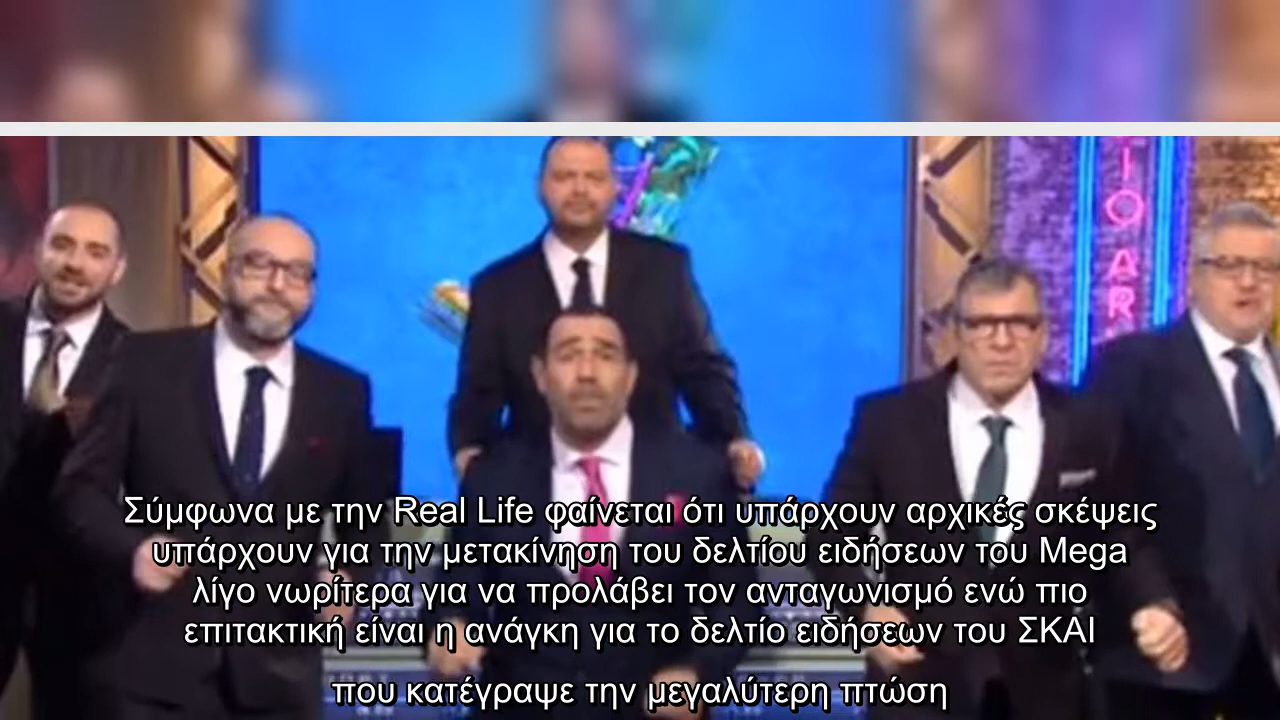 IO AR
Σύμφωνα με την Real Life φαίνεται ότι υπάρχουν αρχικές σκέψεις
υπάρχουν για την μετακίνηση του δελτίου ειδήσεων του Mega
λίγο νωρίτερα για να προλάβει τον ανταγωνισμό ενώ πιο
επιτακτική είναι η ανάγκη για το δελτίο ειδήσεων του ΣΚΑΙ
που κατέγραψε την μεγαλύτερη πτώση